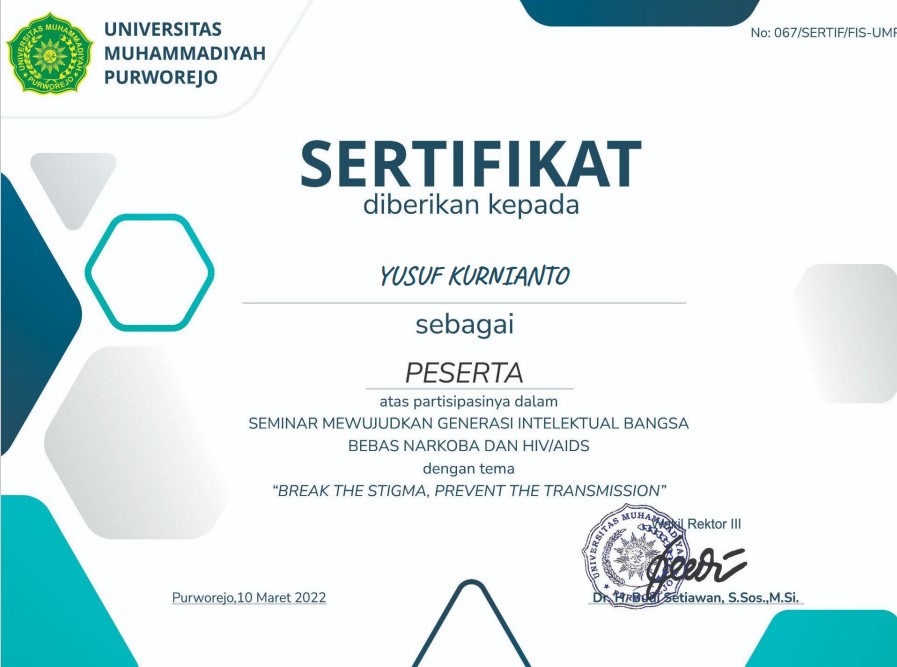 UNIVERSITAS
MUHAMMADIYAH
PURWOREJO
UNIVERSITAS MUHAMMADIYAH
PURWOREJO
No: 067/SERTIF/FIS-UMP
SERTIFIKAT
diberikan kepada
YUSUF KURNIANTO
sebagai
PESERTA
atas partisipasinya dalam
SEMINAR MEWUJUDKAN GENERASI INTELEKTUAL BANGSA
BEBAS NARKOBA DAN HIV/AIDS
dengan tema
“BREAK THE STIGMA, PREVENT THE TRANSMISSION”
Wakil Rektor III
UNIVERSITAS MUHAMMADIYAH
PURWOREJO
Purworejo,10 Maret 2022
Dr. H. Budi Setiawan, S.Sos.,M.Si.